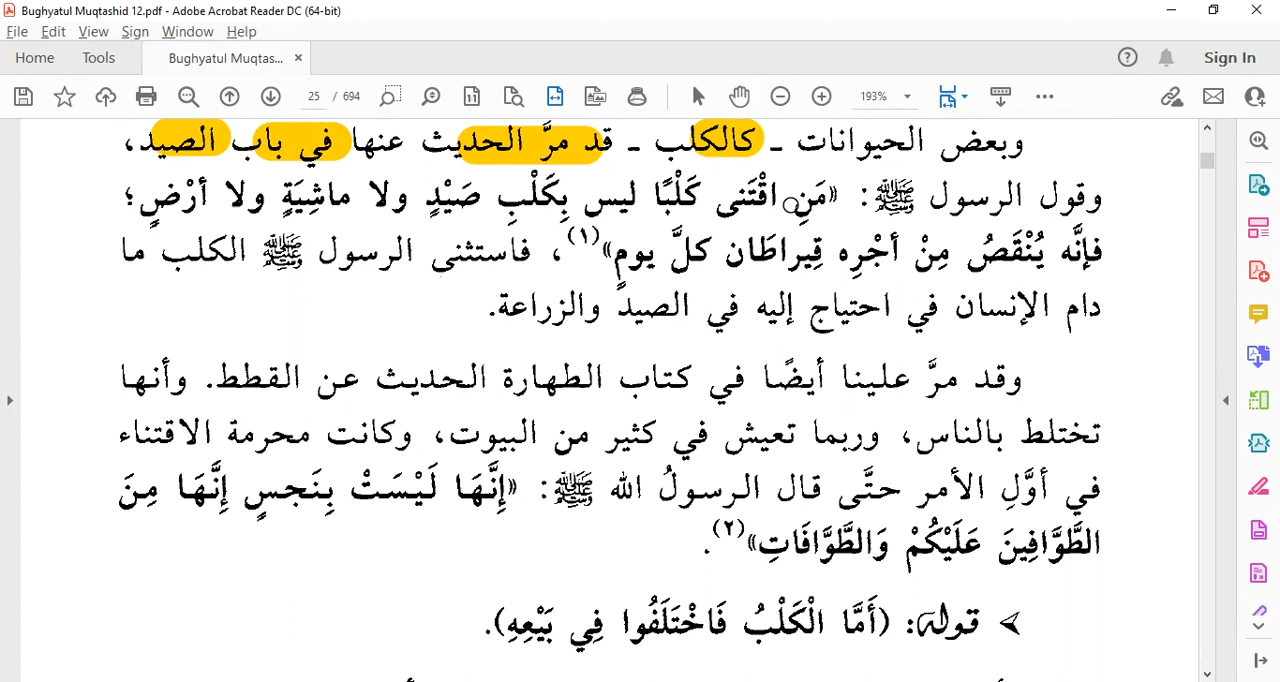 Bughyatul Muqtashid 12.pdf - Adobe Acrobat Reader DC (64-bit)
File Edit View Sign Window Help
Home Tools Bughyatul Muqtas... × Sign In
25 / 694 193%
وبعض الحيوانات ـ كالكلب ـ قد مرَّ الحديث عنها في باب الصيد،
وقول الرسول ﷺ: «مَنِ اقْتَنى كَلْبًا ليس بِكَلْبِ صَيْدٍ ولا ماشِيَةٍ ولا أرْضٍ؛
فإنَّه يُنْقَصُ مِنْ أجْرِه قِيراطَان كلَّ يومٍ»(١)، فاستثنى الرسول ﷺ الكلب ما
دام الإنسان في احتياج إليه في الصيد والزراعة.
وقد مرَّ علينا أيضًا في كتاب الطهارة الحديث عن القطط. وأنها
تختلط بالناس، وربما تعيش في كثير من البيوت، وكانت محرمة الاقتناء
في أوَّلِ الأمر حتَّى قال الرسولُ الله ﷺ: «إِنَّهَا لَيْسَتْ بِنَجسٍ إِنَّهَا مِنَ
الطَّوَّافِينَ عَلَيْكُمْ وَالطَّوَّافَاتِ»(٢).
قوله: (أَمَّا الْكَلْبُ فَاخْتَلَفُوا فِي بَيْعِهِ).